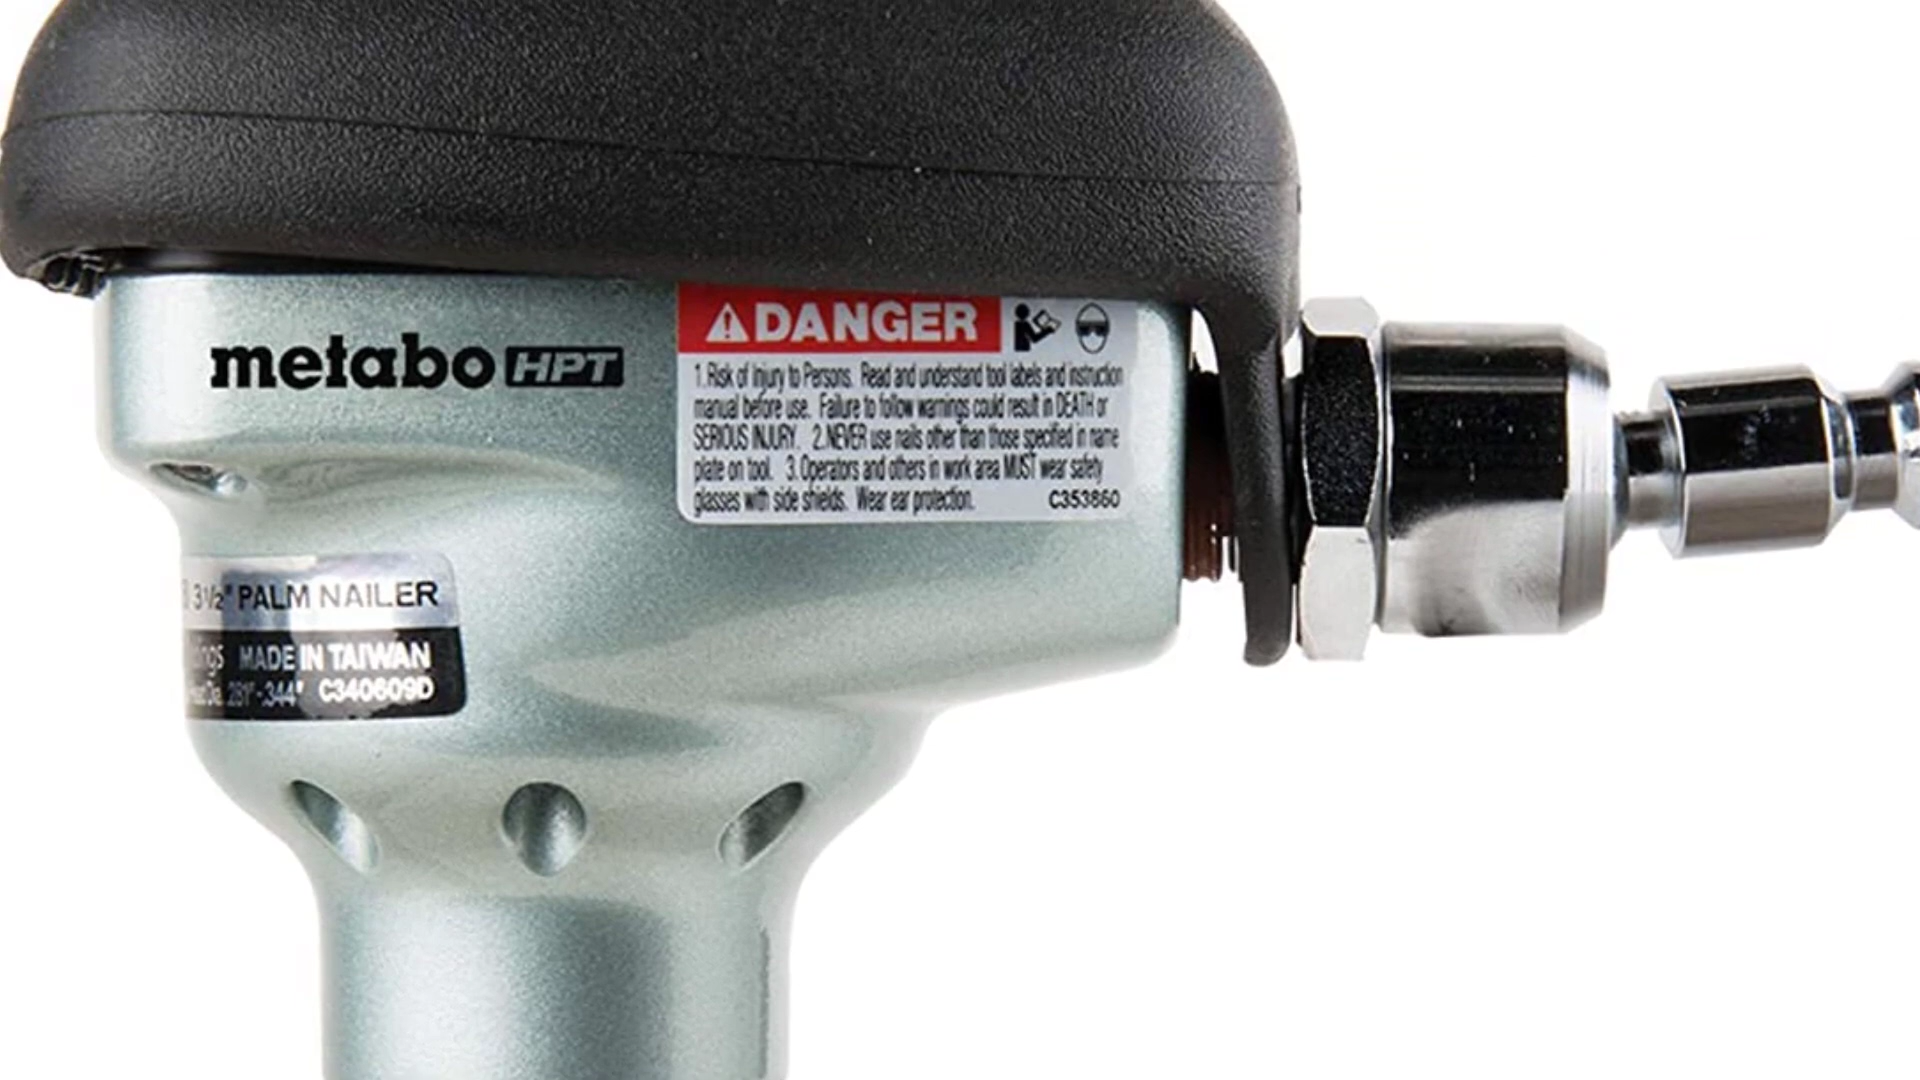 metabo HPT
DANGER
1.Risk of Injury to Persons. Read and understand tool labels and instruction
manual before use. Failure to follow warnings could result in DEATH or
SERIOUS INJURY. 2.NEVER use nails other than those specified in name
plate on tool. 3.Operators and others in work area MUST wear safety
glasses with side shields. Wear ear protection. C353860
3½" PALM NAILER
MADE IN TAIWAN
Dia. .281"-.344" C340609D